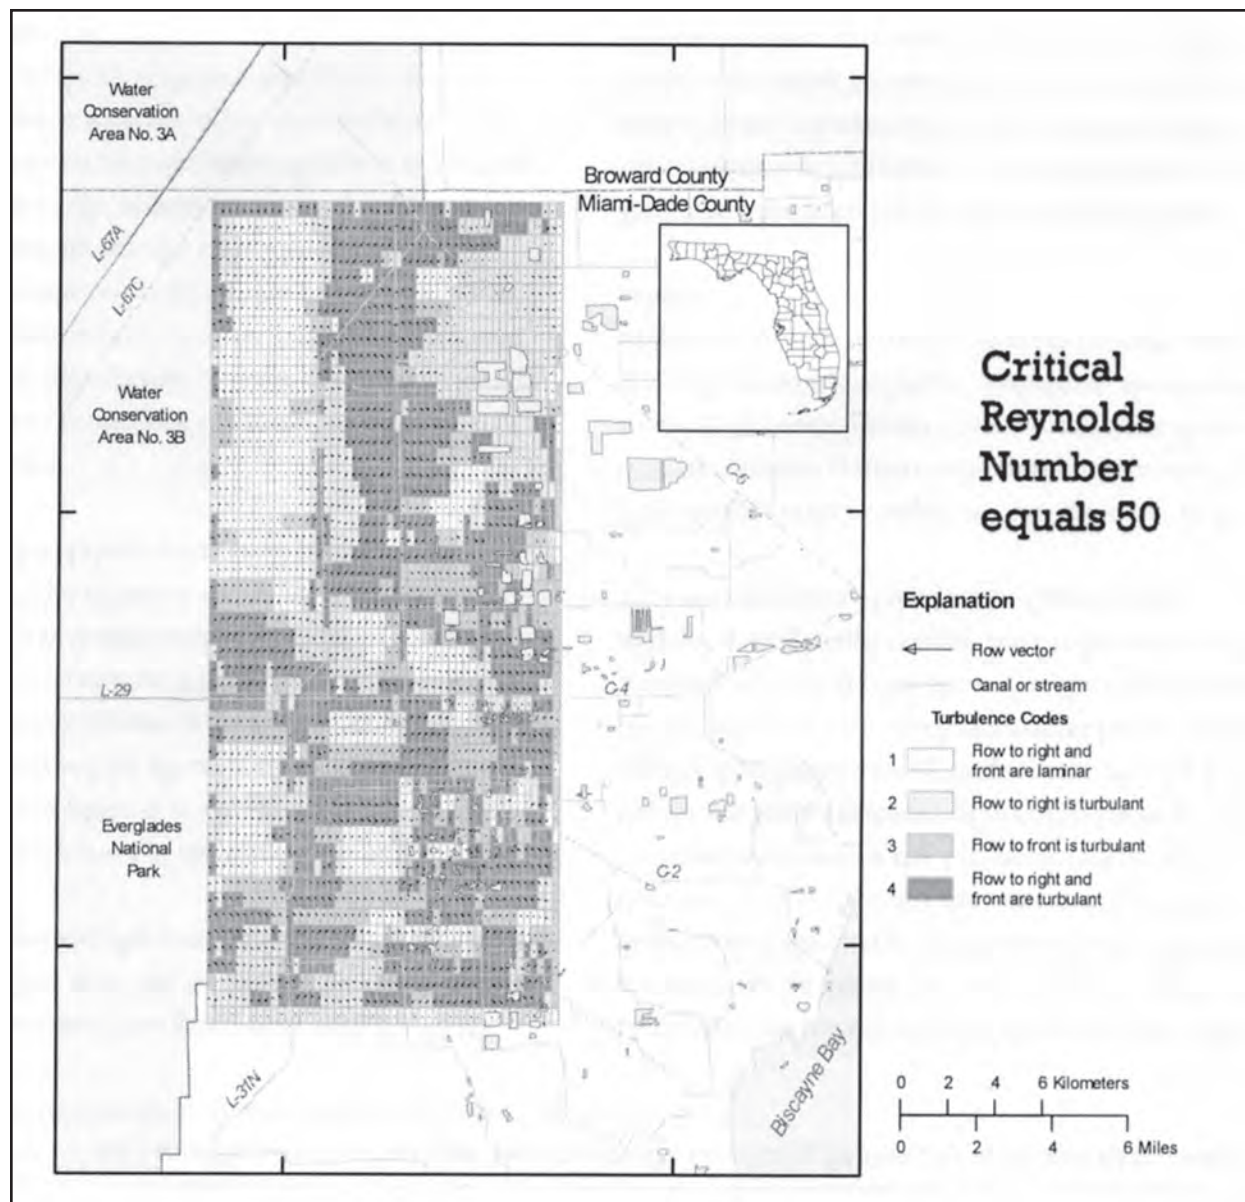 Water
Conservation
Area No. 3A
Broward County
Miami-Dade County
L-67A
L-67C
Water
Conservation
Area No. 3B
L-29
C-4
Everglades
National
Park
C-2
L-31N
Biscayne Bay
Critical
Reynolds
Number
equals 50
Explanation
Flow vector
Canal or stream
Turbulence Codes
1 Flow to right and
front are laminar
2 Flow to right is turbulant
3 Flow to front is turbulant
4 Flow to right and
front are turbulant
0 2 4 6 Kilometers
0 2 4 6 Miles